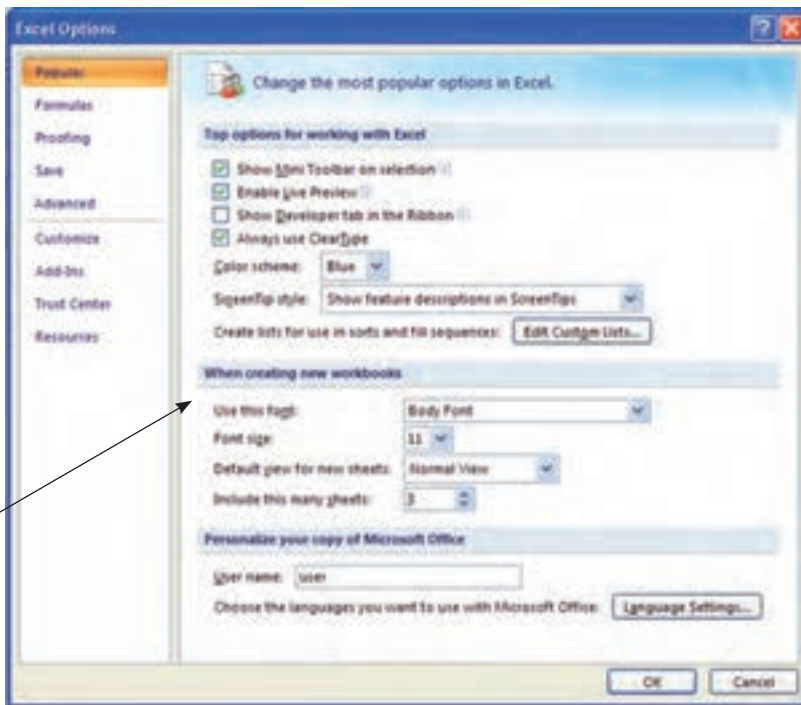 Excel Options
Popular
Formulas
Proofing
Save
Advanced
Customize
Add-Ins
Trust Center
Resources
Change the most popular options in Excel.
Top options for working with Excel
Show Mini Toolbar on selection
Enable Live Preview
Show Developer tab in the Ribbon
Always use ClearType
Color scheme: Blue
ScreenTip style: Show feature descriptions in ScreenTips
Create lists for use in sorts and fill sequences: Edit Custom Lists...
When creating new workbooks
Use this font: Body Font
Font size: 11
Default view for new sheets: Normal View
Include this many sheets: 3
Personalize your copy of Microsoft Office
User name: user
Choose the languages you want to use with Microsoft Office: Language Settings...
OK Cancel